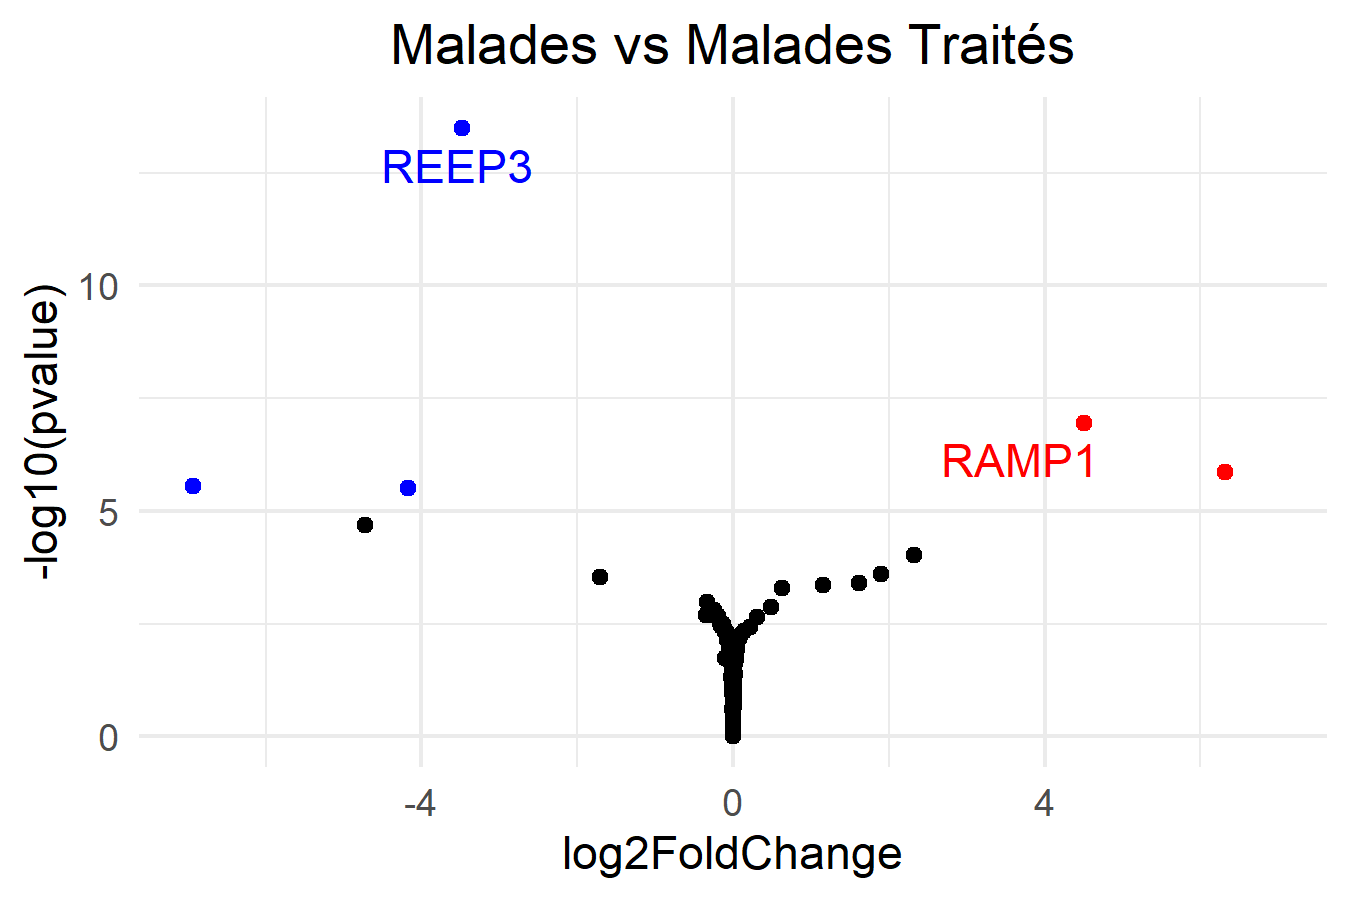 Malades vs Malades Traités
REEP3
RAMP1
-log10(pvalue)
10
5
0
-4
0
4
log2FoldChange